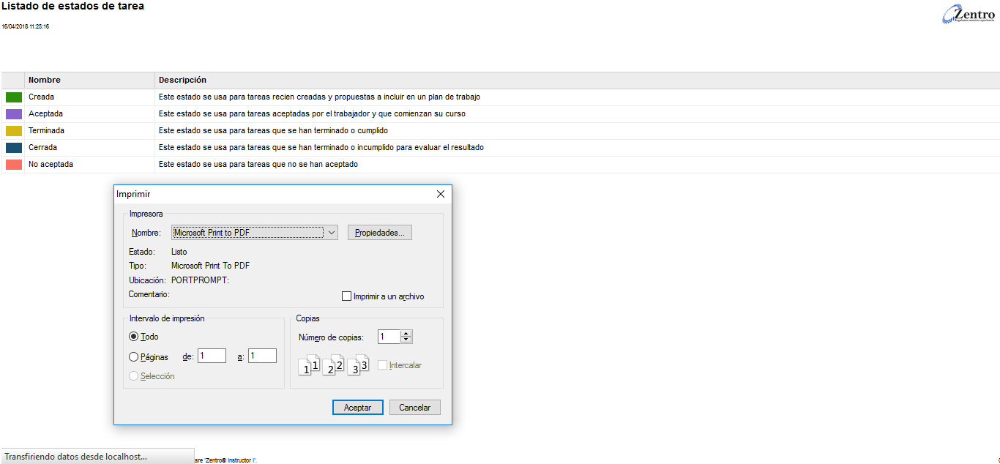 Listado de estados de tarea
Zentro
16/04/2018 11:25:16
Nombre Descripción
Creada Este estado se usa para tareas recien creadas y propuestas a incluir en un plan de trabajo
Aceptada Este estado se usa para tareas aceptadas por el trabajador y que comienzan su curso
Terminada Este estado se usa para tareas que se han terminado o cumplido
Cerrada Este estado se usa para tareas que se han terminado o incumplido para evaluar el resultado
No aceptada Este estado se usa para tareas que no se han aceptado
Imprimir
Impresora
Nombre: Microsoft Print to PDF Propiedades...
Estado: Listo
Tipo: Microsoft Print To PDF
Ubicación: PORTPROMPT:
Comentario:
Imprimir a un archivo
Intervalo de impresión
Todo
Páginas de: 1 a: 1
Selección
Copias
Número de copias: 1
1 1 2 2 3 3 Intercalar
Aceptar Cancelar
Transfiriendo datos desde localhost...
are 'Zentro® Instructor I'.